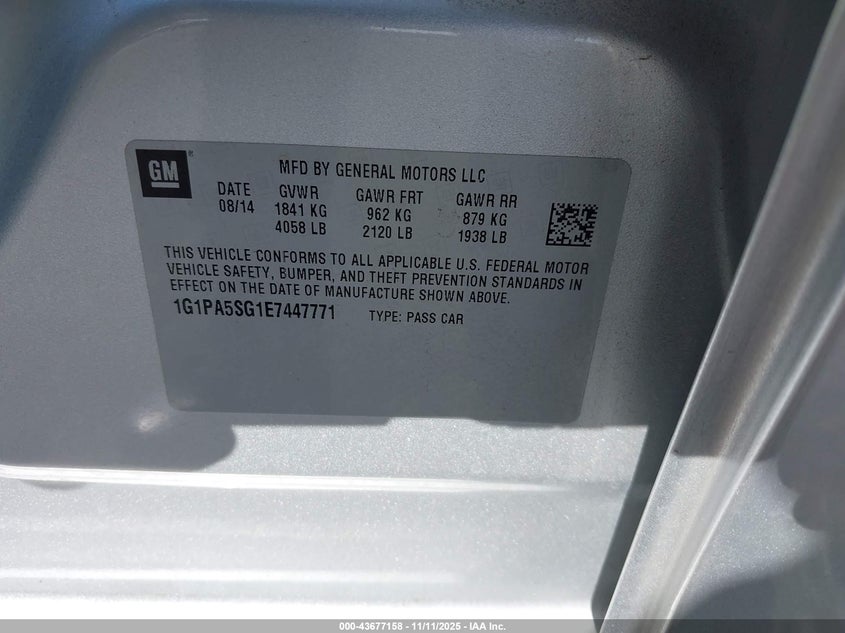 GM
MFD BY GENERAL MOTORS LLC
DATE GVWR GAWR FRT GAWR RR
08/14 1841 KG 962 KG 879 KG
4058 LB 2120 LB 1938 LB
THIS VEHICLE CONFORMS TO ALL APPLICABLE U.S. FEDERAL MOTOR
VEHICLE SAFETY, BUMPER, AND THEFT PREVENTION STANDARDS IN
EFFECT ON THE DATE OF MANUFACTURE SHOWN ABOVE.
1G1PA5SG1E7447771 TYPE: PASS CAR
000-43677158 - 11/11/2025 - IAA Inc.